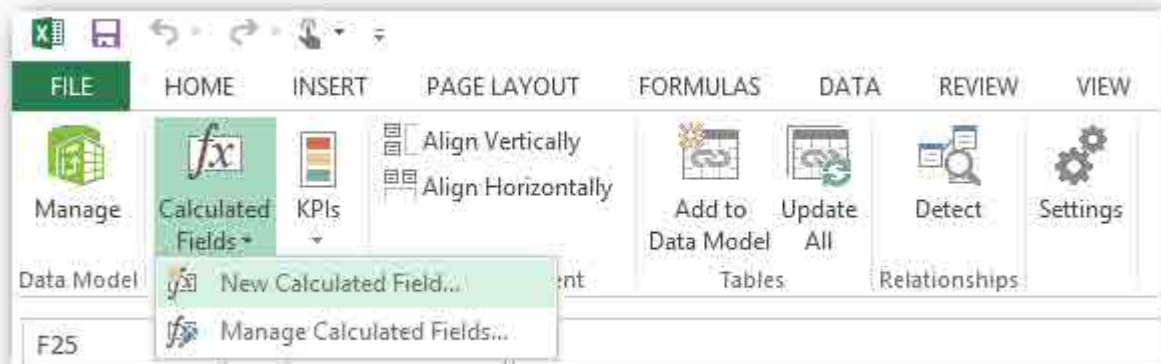 FILE HOME INSERT PAGE LAYOUT FORMULAS DATA REVIEW VIEW
Manage
Calculated
Fields
KPIs
Align Vertically
Align Horizontally
Add to
Data Model
Update
All
Detect
Settings
Data Model
Tables
Relationships
New Calculated Field...
Manage Calculated Fields...
F25